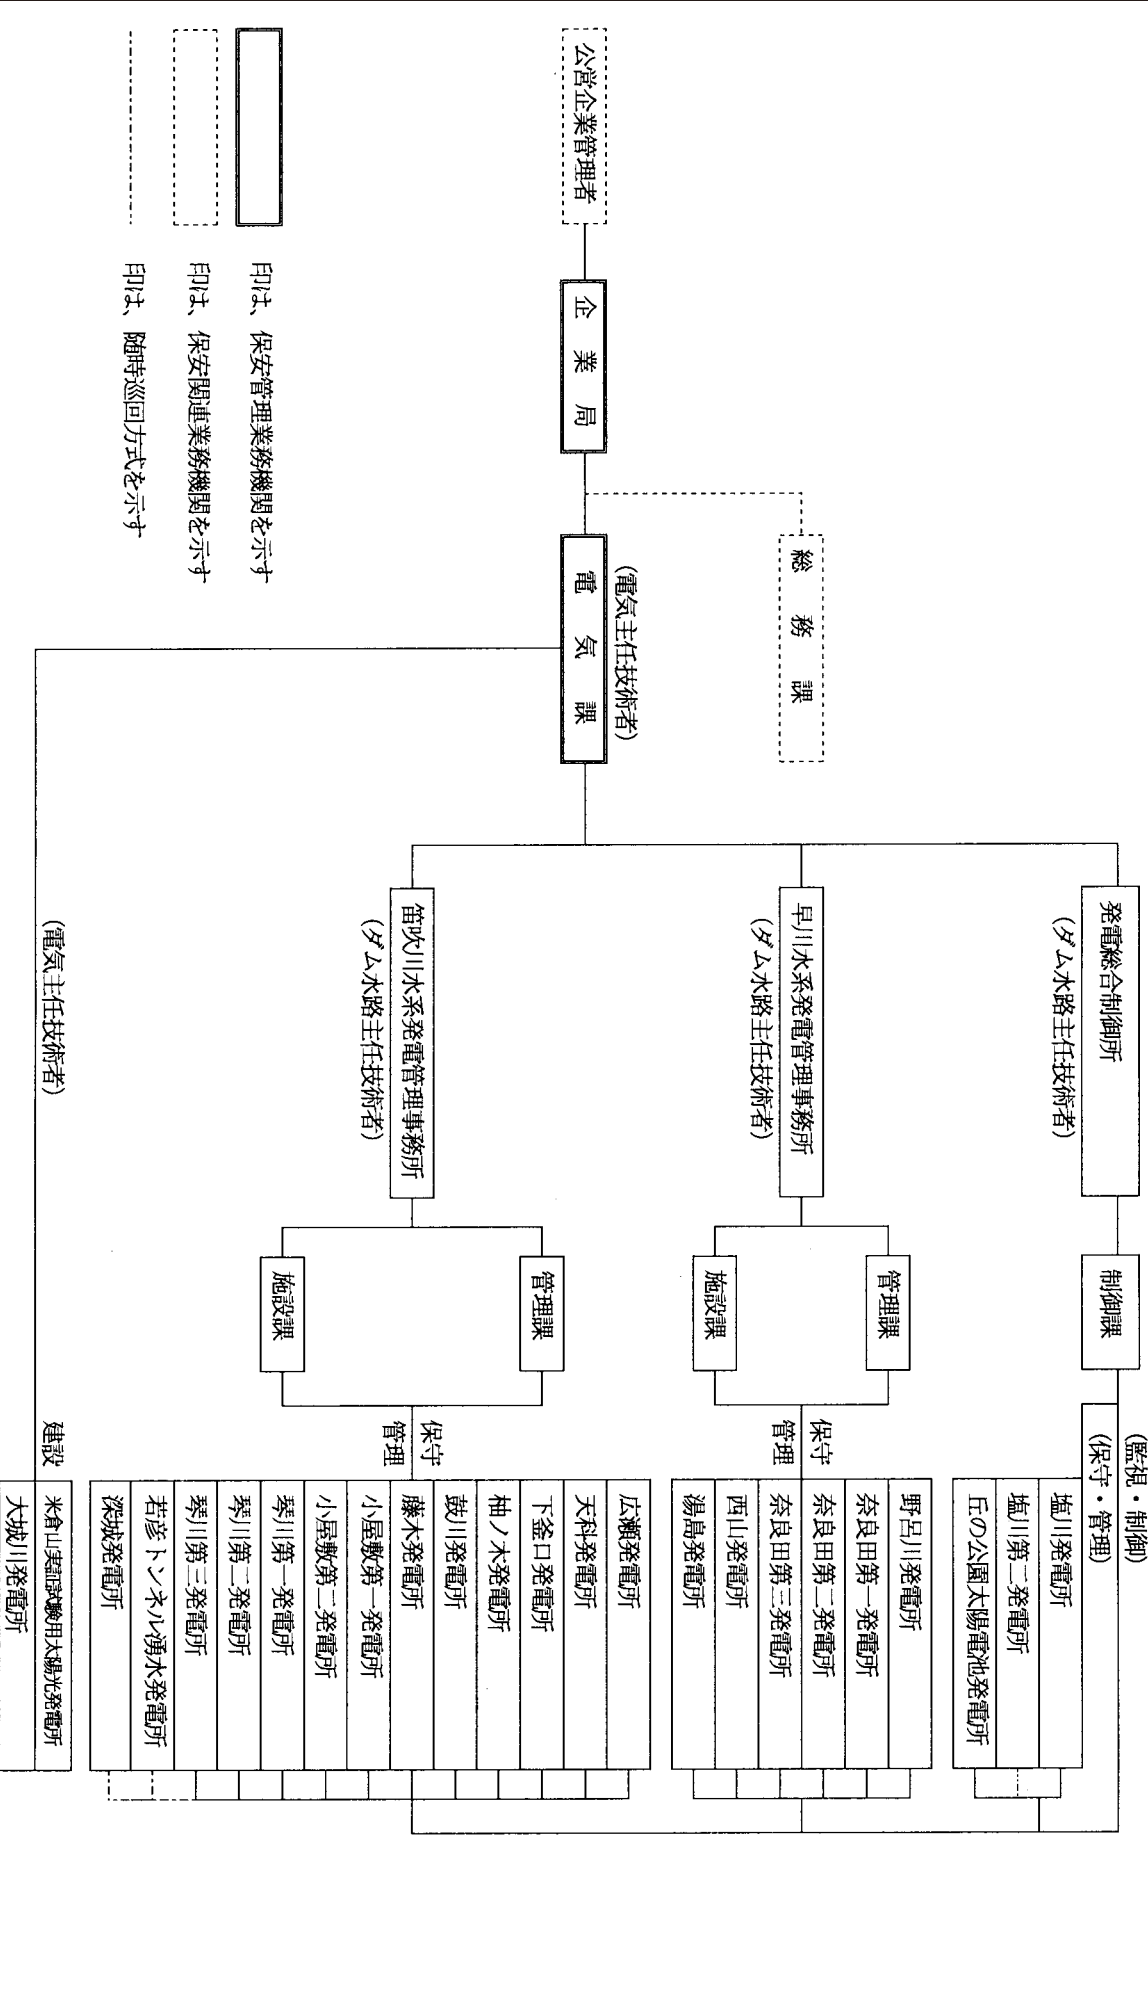 公営企業管理者
企業局
総務課
(電気主任技術者)
電気課
発電総合制御所
(ダム水路主任技術者)
制御課
(監視・制御)
(保守・管理)
塩川発電所
塩川第二発電所
丘の公園太陽電池発電所
早川水系発電管理事務所
(ダム水路主任技術者)
管理課
施設課
保守
管理
野呂川発電所
奈良田第一発電所
奈良田第二発電所
奈良田第三発電所
西山発電所
湯島発電所
笛吹川水系発電管理事務所
(ダム水路主任技術者)
管理課
施設課
保守
管理
広瀬発電所
天科発電所
下釜口発電所
柚ノ木発電所
鼓川発電所
藤木発電所
小屋敷第一発電所
小屋敷第二発電所
琴川第一発電所
琴川第二発電所
琴川第三発電所
若彦トンネル湧水発電所
深城発電所
(電気主任技術者)
建設
米倉山実証試験用太陽光発電所
大城川発電所
印は、保安管理業務機関を示す
印は、保安関連業務機関を示す
印は、随時巡回方式を示す